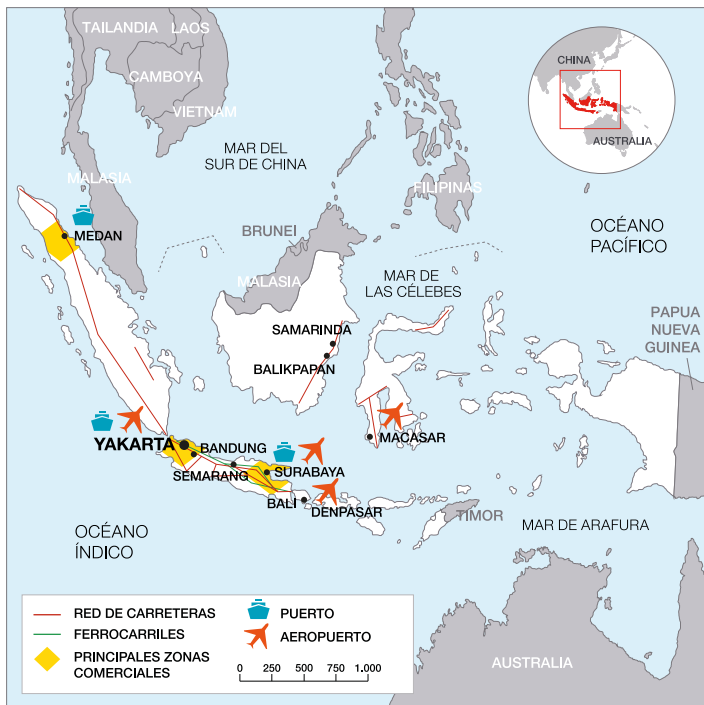 TAILANDIA
LAOS
CAMBOYA
VIETNAM
CHINA
AUSTRALIA
MAR DEL
SUR DE CHINA
MALASIA
FILIPINAS
OCÉANO
PACÍFICO
MEDAN
BRUNEI
MALASIA
MAR DE
LAS CÉLEBES
PAPUA
NUEVA
GUINEA
SAMARINDA
BALIKPAPAN
YAKARTA
BANDUNG
MACASAR
SEMARANG
SURABAYA
BALI
DENPASAR
TIMOR
MAR DE ARAFURA
OCÉANO
ÍNDICO
RED DE CARRETERAS
FERROCARRILES
PRINCIPALES ZONAS
COMERCIALES
PUERTO
AEROPUERTO
0 250 500 750 1.000
AUSTRALIA